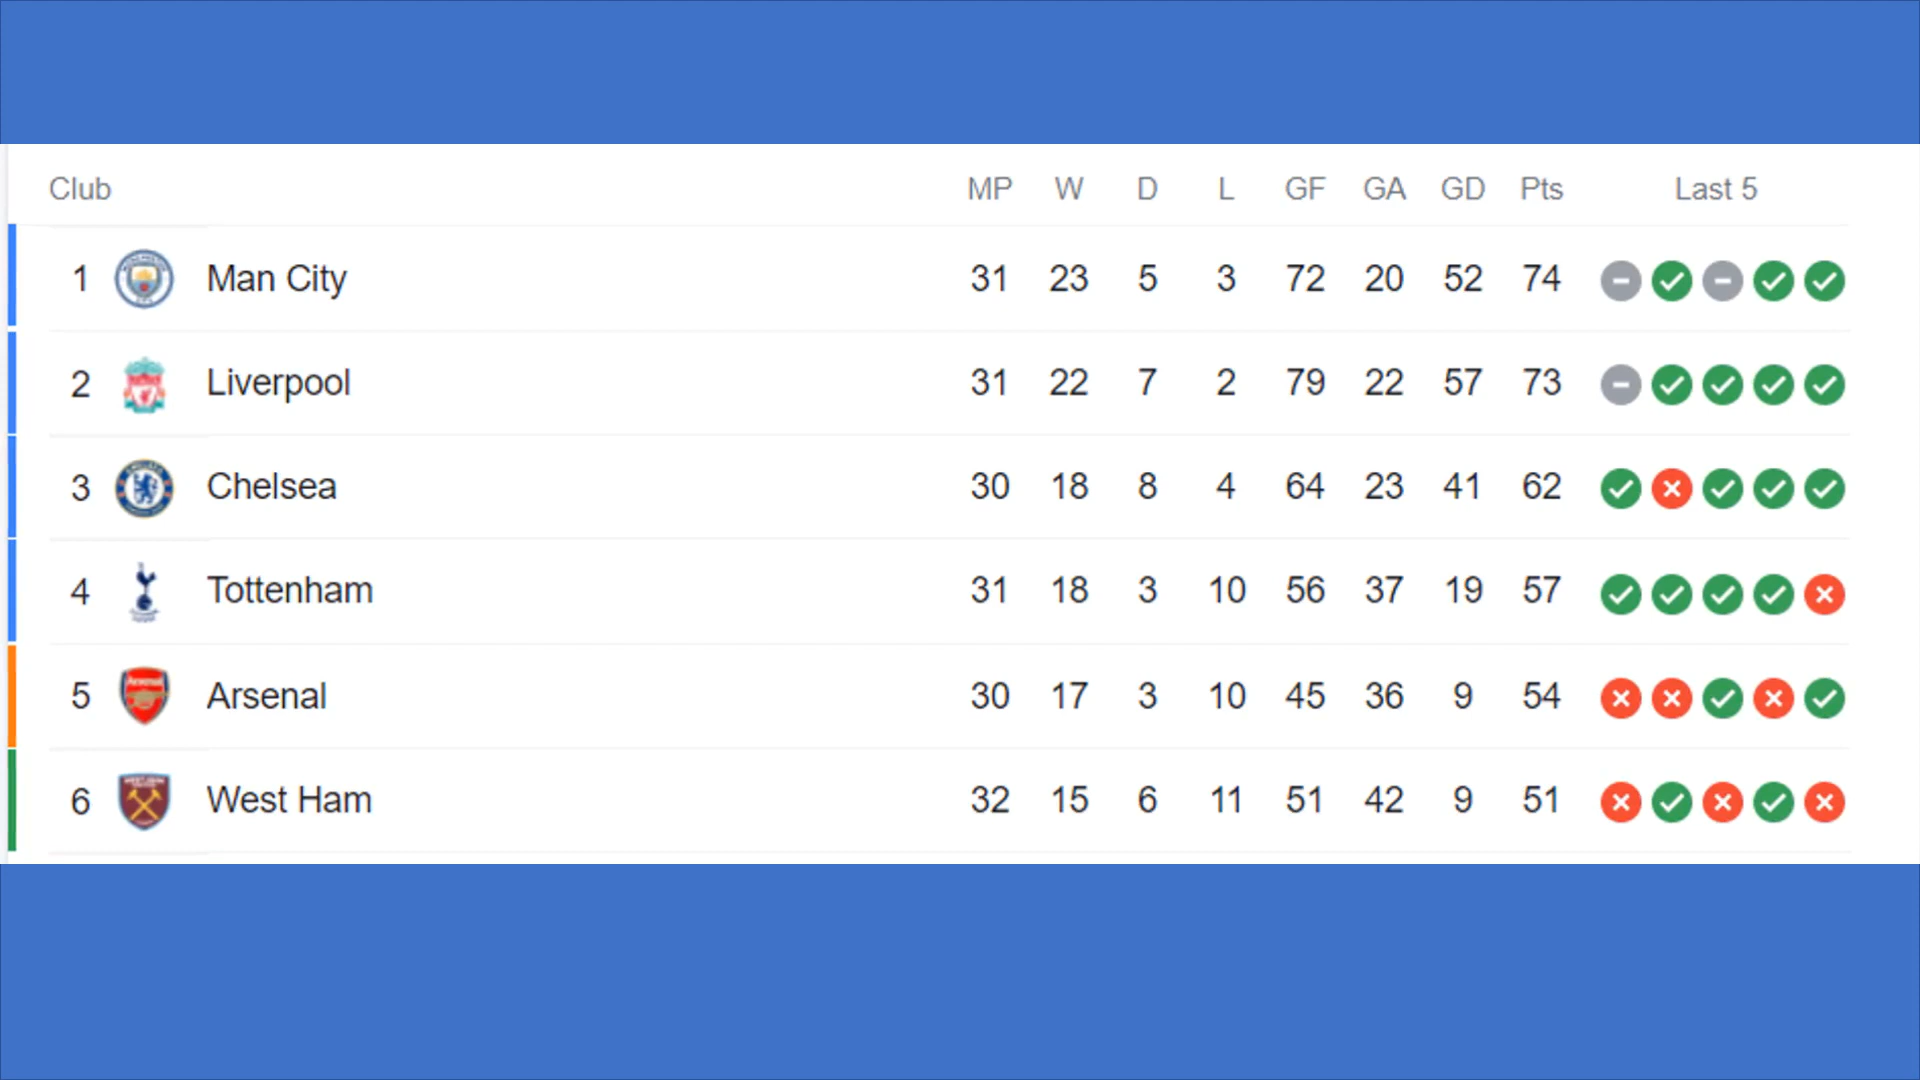 Club MP W D L GF GA GD Pts Last 5
1 Man City 31 23 5 3 72 20 52 74
2 Liverpool 31 22 7 2 79 22 57 73
3 Chelsea 30 18 8 4 64 23 41 62
4 Tottenham 31 18 3 10 56 37 19 57
5 Arsenal 30 17 3 10 45 36 9 54
6 West Ham 32 15 6 11 51 42 9 51